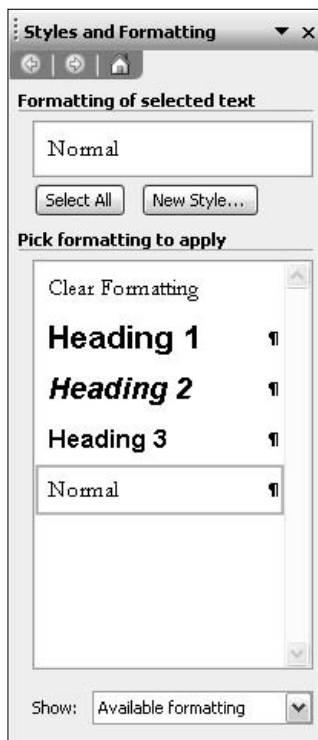 Styles and Formatting
Formatting of selected text
Normal
Select All New Style...
Pick formatting to apply
Clear Formatting
Heading 1 ¶
Heading 2 ¶
Heading 3 ¶
Normal ¶
Show: Available formatting